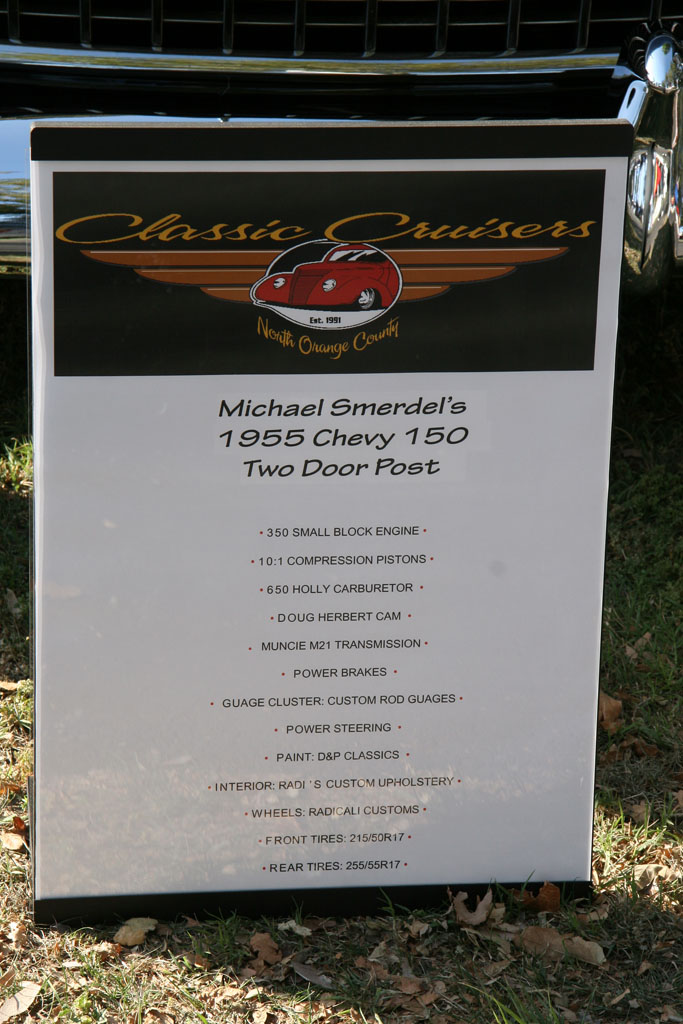 Classic Cruisers
Est. 1991
North Orange County
Michael Smerdel's
1955 Chevy 150
Two Door Post
• 350 SMALL BLOCK ENGINE •
• 10:1 COMPRESSION PISTONS •
• 650 HOLLY CARBURETOR •
• DOUG HERBERT CAM •
• MUNCIE M21 TRANSMISSION •
• POWER BRAKES •
• GUAGE CLUSTER: CUSTOM ROD GUAGES •
• POWER STEERING •
• PAINT: D&P CLASSICS •
• INTERIOR: RADI 'S CUSTOM UPHOLSTERY •
• WHEELS: RADICALI CUSTOMS •
• FRONT TIRES: 215/50R17 •
• REAR TIRES: 255/55R17 •